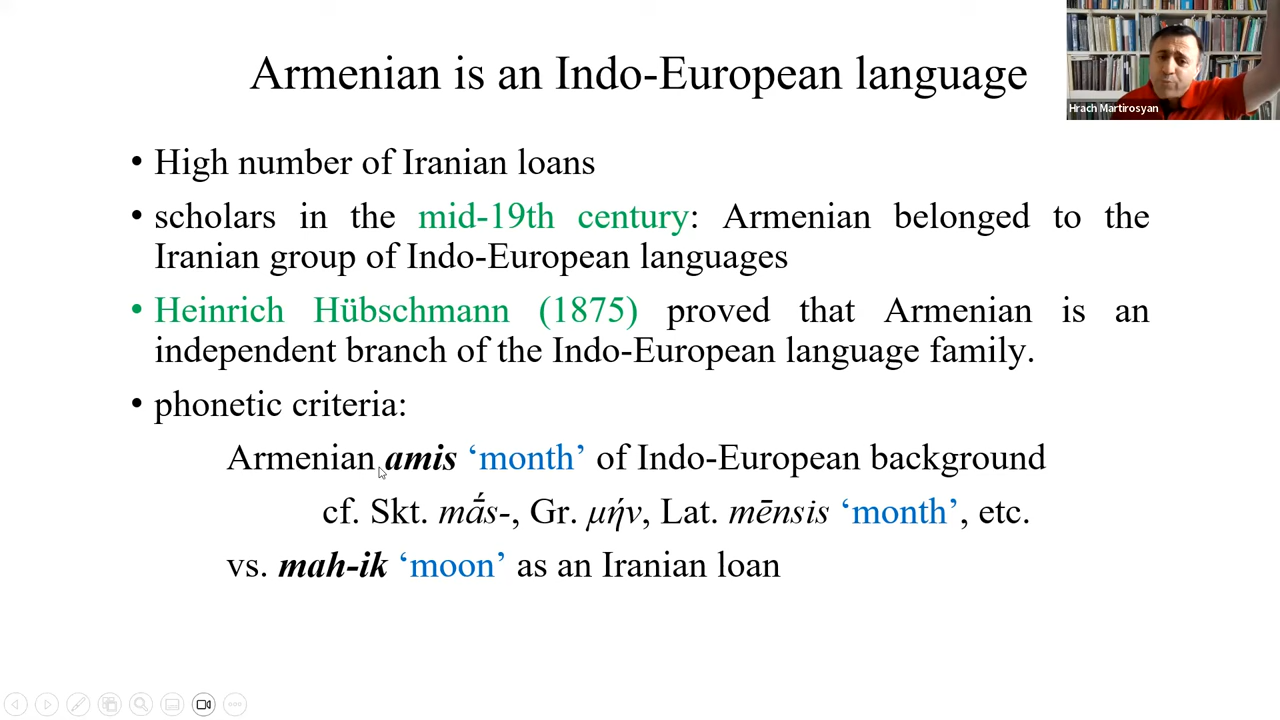 Armenian is an Indo-European language
Hrach Martirosyan
• High number of Iranian loans
• scholars in the mid-19th century: Armenian belonged to the
Iranian group of Indo-European languages
• Heinrich Hübschmann (1875) proved that Armenian is an
independent branch of the Indo-European language family.
• phonetic criteria:
Armenian amis ‘month’ of Indo-European background
cf. Skt. mā́s-, Gr. μήν, Lat. mēnsis ‘month’, etc.
vs. mah-ik ‘moon’ as an Iranian loan